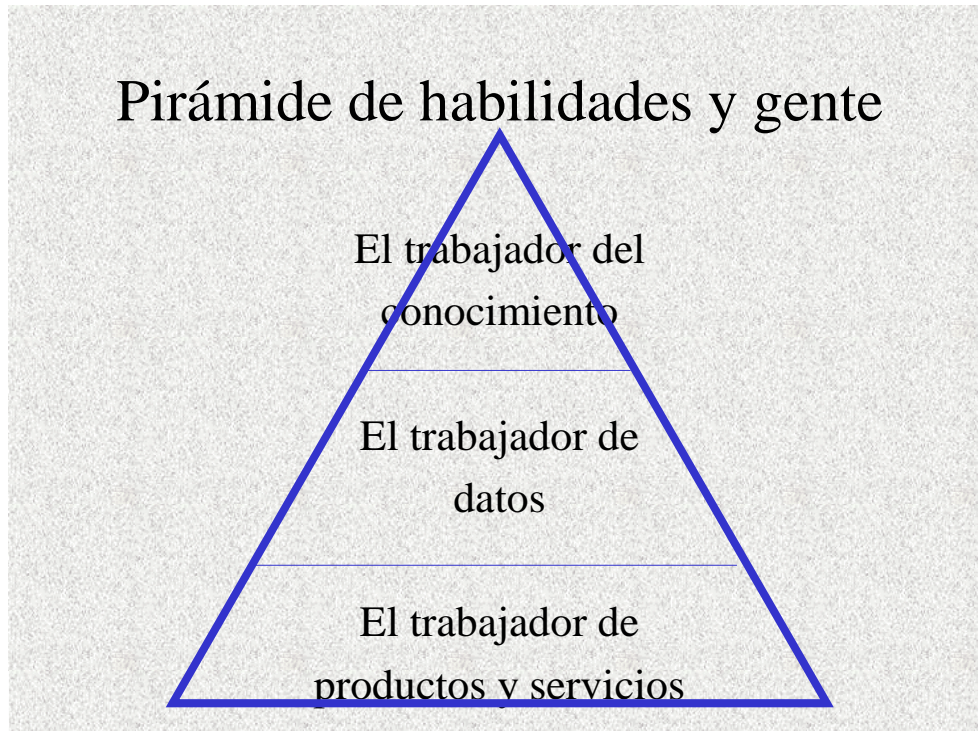 Pirámide de habilidades y gente
El trabajador del
conocimiento
El trabajador de
datos
El trabajador de
productos y servicios